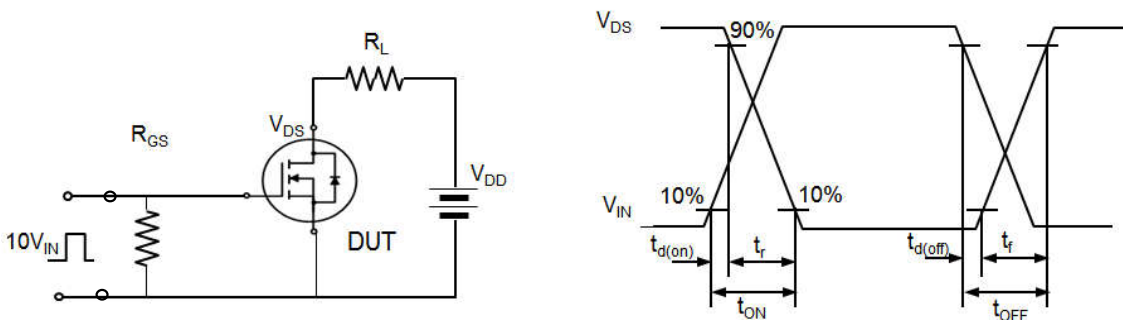 R_L
R_GS
V_DS
V_DD
10V_IN
DUT
V_DS
90%
10%
10%
V_IN
t_d(on)
t_r
t_d(off)
t_f
t_ON
t_OFF